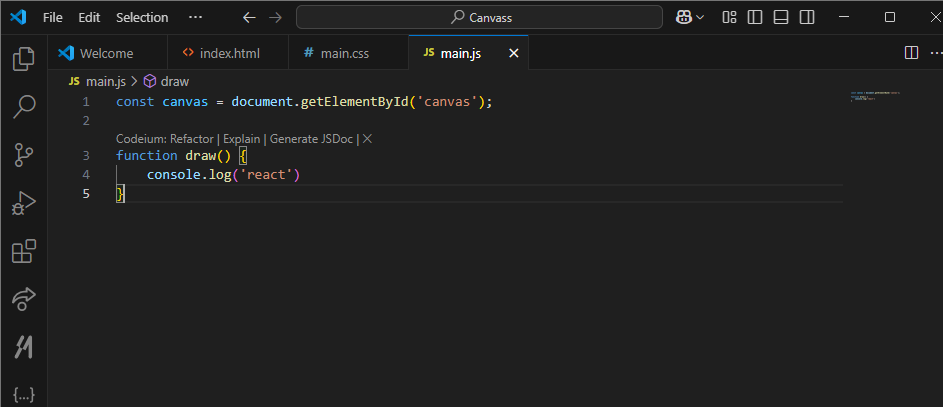 File Edit Selection ··· Canvass
Welcome index.html # main.css JS main.js
JS main.js > draw
1 const canvas = document.getElementById('canvas');
2
Codeium: Refactor | Explain | Generate JSDoc | ✕
3 function draw() {
4 console.log('react')
5 }
{...}